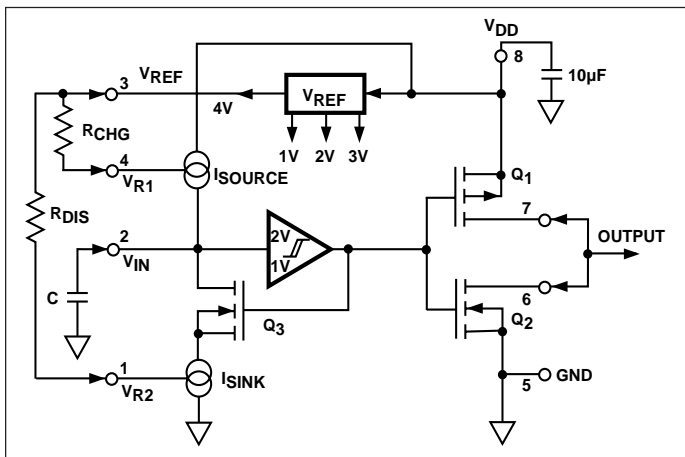 VDD
8
10µF
3
VREF
4V
VREF
1V
2V
3V
RCHG
4
VR1
ISOURCE
Q1
7
RDIS
2
VIN
2V
1V
OUTPUT
C
6
Q3
Q2
1
VR2
ISINK
5
GND